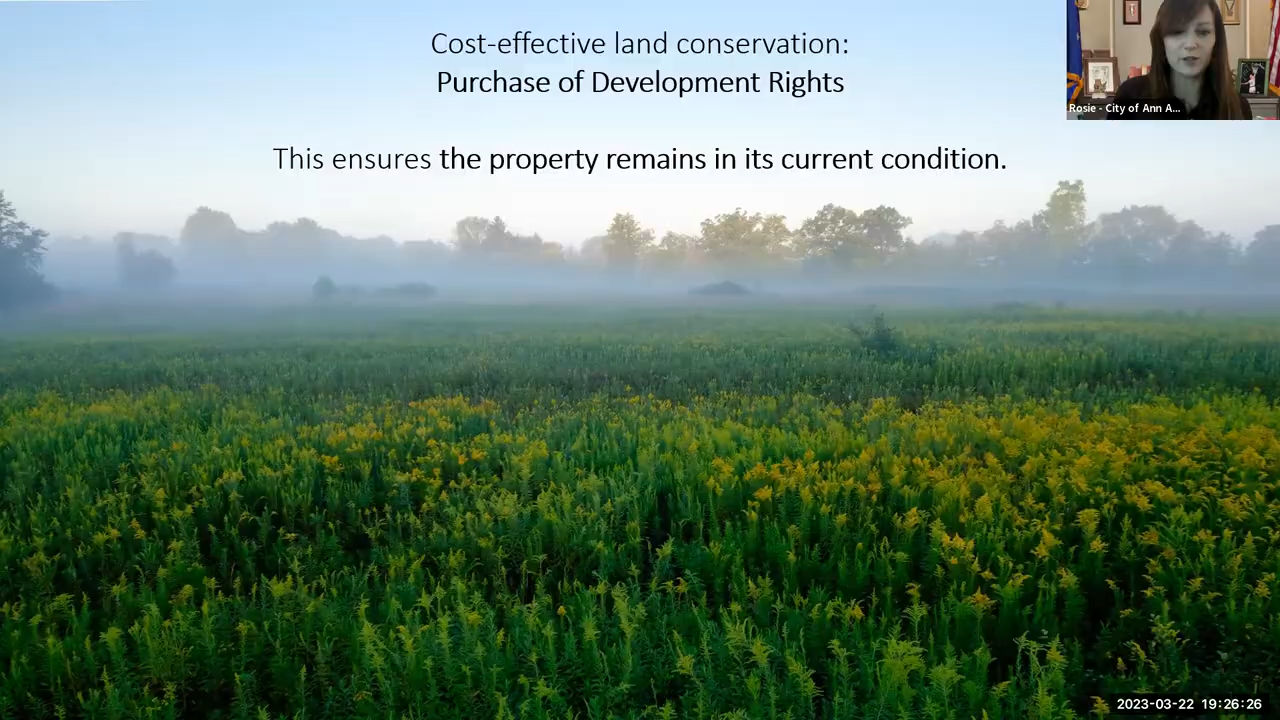 Cost-effective land conservation:
Purchase of Development Rights
This ensures the property remains in its current condition.
Rosie - City of Ann A...
2023-03-22 19:26:26